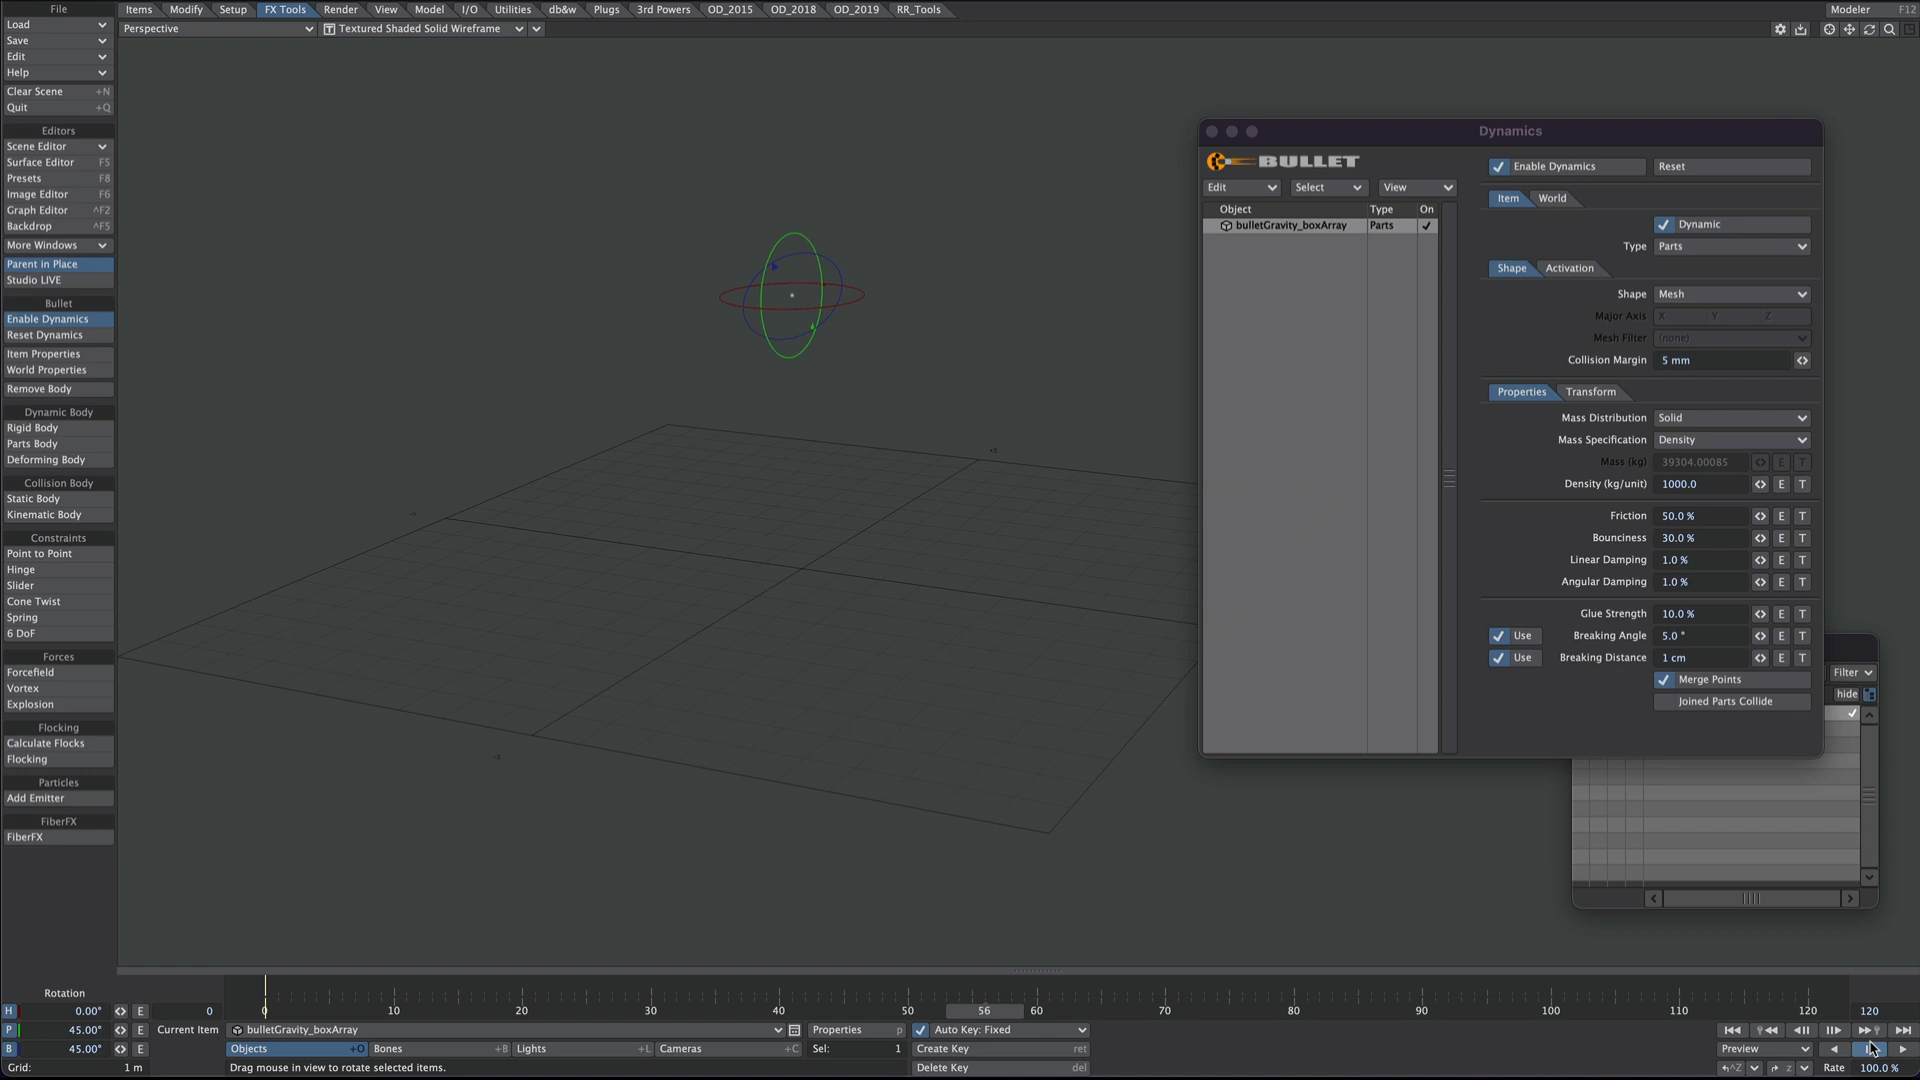 File
Items Modify Setup FX Tools Render View Model I/O Utilities db&w Plugs 3rd Powers OD_2015 OD_2018 OD_2019 RR_Tools
Modeler F12
Load
Save
Edit
Help
Clear Scene +N
Quit +Q
Editors
Scene Editor
Surface Editor F5
Presets F8
Image Editor F6
Graph Editor ^F2
Backdrop ^F5
More Windows
Parent in Place
Studio LIVE
Bullet
Enable Dynamics
Reset Dynamics
Item Properties
World Properties
Remove Body
Dynamic Body
Rigid Body
Parts Body
Deforming Body
Collision Body
Static Body
Kinematic Body
Constraints
Point to Point
Hinge
Slider
Cone Twist
Spring
6 DoF
Forces
Forcefield
Vortex
Explosion
Flocking
Calculate Flocks
Flocking
Particles
Add Emitter
FiberFX
FiberFX
Perspective
Textured Shaded Solid Wireframe
Dynamics
BULLET
Edit Select View
Object Type On
bulletGravity_boxArray Parts
Enable Dynamics Reset
Item World
Dynamic
Type Parts
Shape Activation
Shape Mesh
Major Axis X Y Z
Mesh Filter (none)
Collision Margin 5 mm
Properties Transform
Mass Distribution Solid
Mass Specification Density
Mass (kg) 39304.00085 E T
Density (kg/unit) 1000.0 E T
Friction 50.0 % E T
Bounciness 30.0 % E T
Linear Damping 1.0 % E T
Angular Damping 1.0 % E T
Glue Strength 10.0 % E T
Use Breaking Angle 5.0 ° E T
Use Breaking Distance 1 cm E T
Merge Points
Joined Parts Collide
Filter
hide
Rotation
H 0.00° E 0
P 45.00° E
B 45.00° E
0 10 20 30 40 50 56 60 70 80 90 100 110 120 120
Current Item bulletGravity_boxArray Properties p Auto Key: Fixed
Objects +O Bones +B Lights +L Cameras +C Sel: 1 Create Key ret
Preview
Grid: 1 m Drag mouse in view to rotate selected items. Delete Key del
^Z z Rate 100.0 %